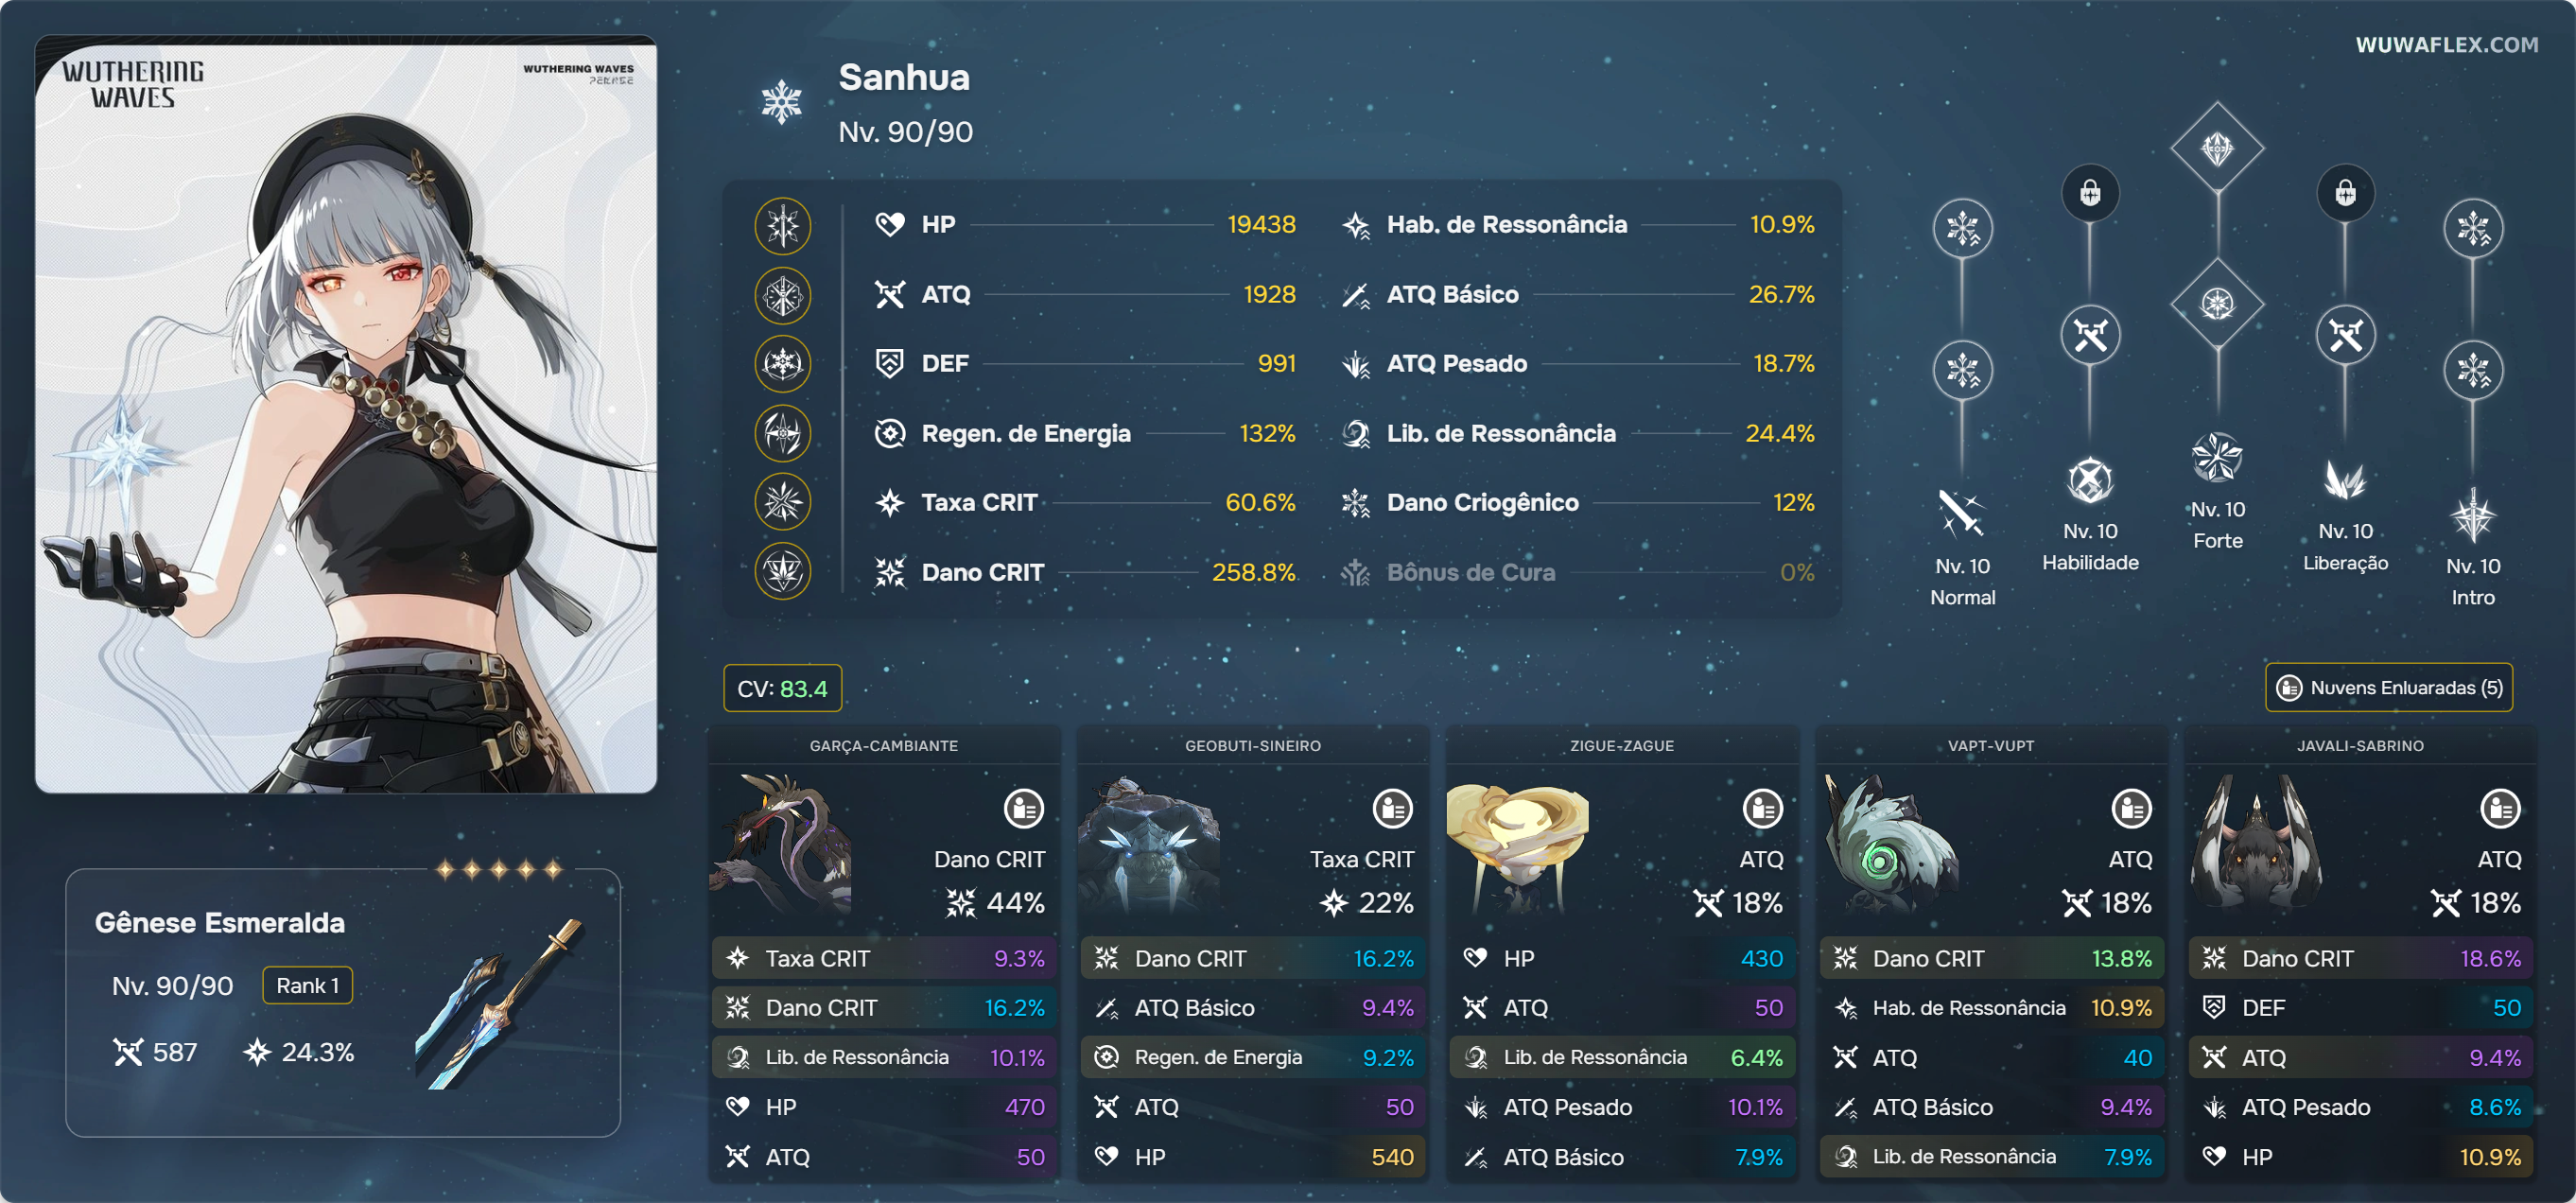 WUTHERING
WAVES
WUTHERING WAVES
WUWAFLEX.COM
Sanhua
Nv. 90/90
HP 19438
ATQ 1928
DEF 991
Regen. de Energia 132%
Taxa CRIT 60.6%
Dano CRIT 258.8%
Hab. de Ressonância 10.9%
ATQ Básico 26.7%
ATQ Pesado 18.7%
Lib. de Ressonância 24.4%
Dano Criogênico 12%
Bônus de Cura 0%
Nv. 10
Normal
Nv. 10
Habilidade
Nv. 10
Forte
Nv. 10
Liberação
Nv. 10
Intro
CV: 83.4
Nuvens Enluaradas (5)
Gênese Esmeralda
Nv. 90/90 Rank 1
587 24.3%
GARÇA-CAMBIANTE
Dano CRIT
44%
Taxa CRIT 9.3%
Dano CRIT 16.2%
Lib. de Ressonância 10.1%
HP 470
ATQ 50
GEOBUTI-SINEIRO
Taxa CRIT
22%
Dano CRIT 16.2%
ATQ Básico 9.4%
Regen. de Energia 9.2%
ATQ 50
HP 540
ZIGUE-ZAGUE
ATQ
18%
HP 430
ATQ 50
Lib. de Ressonância 6.4%
ATQ Pesado 10.1%
ATQ Básico 7.9%
VAPT-VUPT
ATQ
18%
Dano CRIT 13.8%
Hab. de Ressonância 10.9%
ATQ 40
ATQ Básico 9.4%
Lib. de Ressonância 7.9%
JAVALI-SABRINO
ATQ
18%
Dano CRIT 18.6%
DEF 50
ATQ 9.4%
ATQ Pesado 8.6%
HP 10.9%